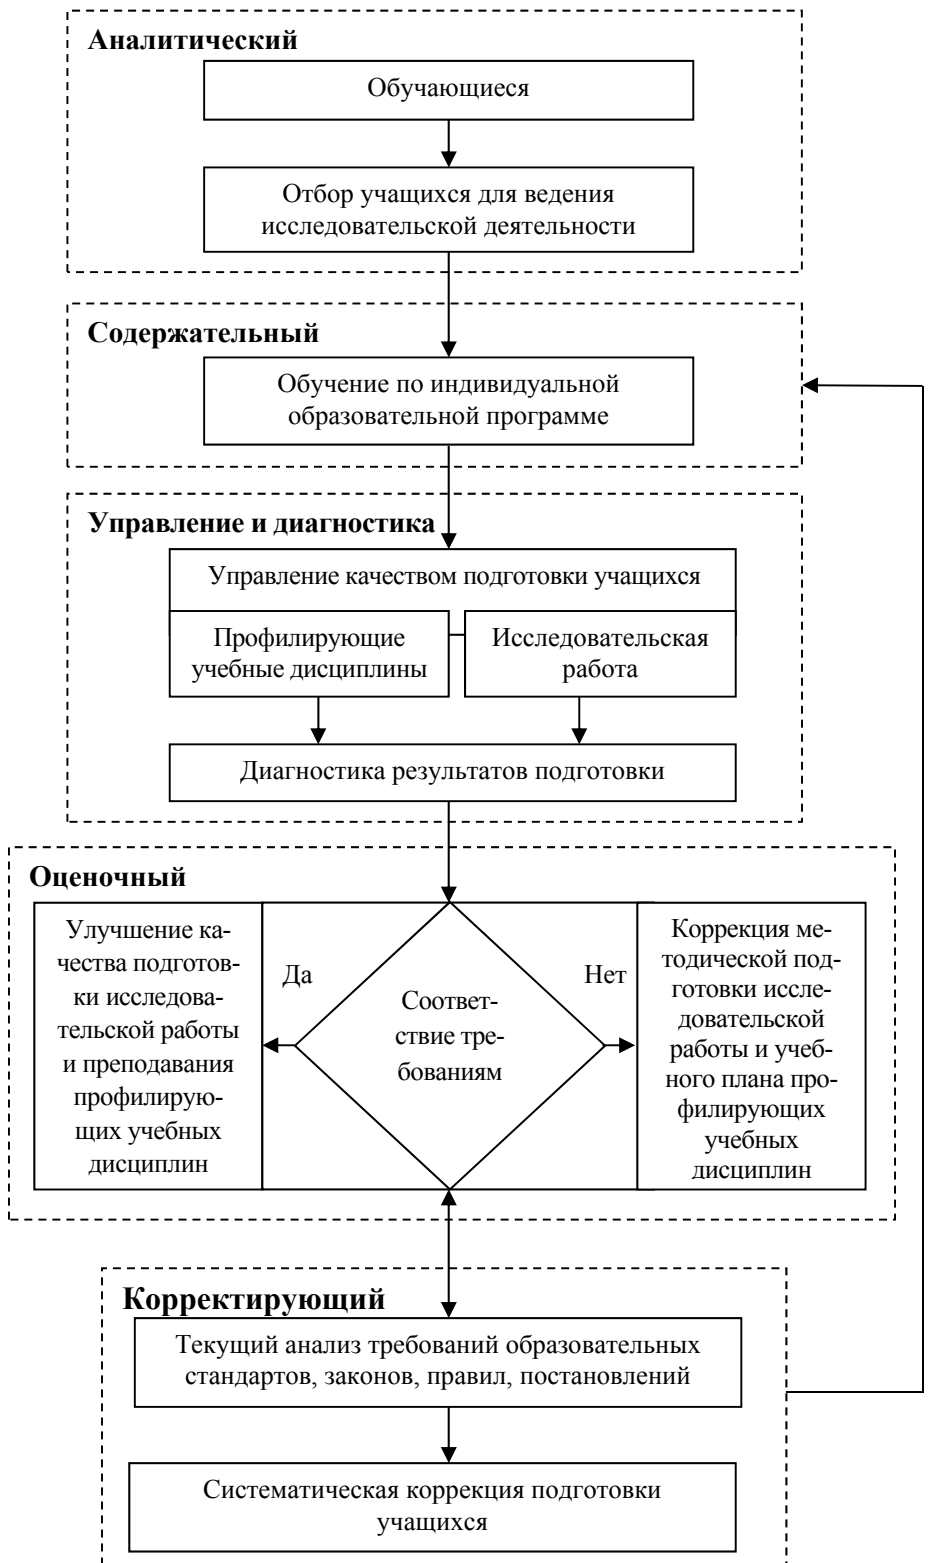 Аналитический
Обучающиеся
Отбор учащихся для ведения
исследовательской деятельности
Содержательный
Обучение по индивидуальной
образовательной программе
Управление и диагностика
Управление качеством подготовки учащихся
Профилирующие
учебные дисциплины
Исследовательская
работа
Диагностика результатов подготовки
Оценочный
Улучшение ка-
чества подготов-
ки исследова-
тельской работы
и преподавания
профилирую-
щих учебных
дисциплин
Да
Соответ-
ствие тре-
бованиям
Нет
Коррекция ме-
тодической под-
готовки иссле-
довательской
работы и учеб-
ного плана про-
филирующих
учебных
дисциплин
Корректирующий
Текущий анализ требований образовательных
стандартов, законов, правил, постановлений
Систематическая коррекция подготовки
учащихся